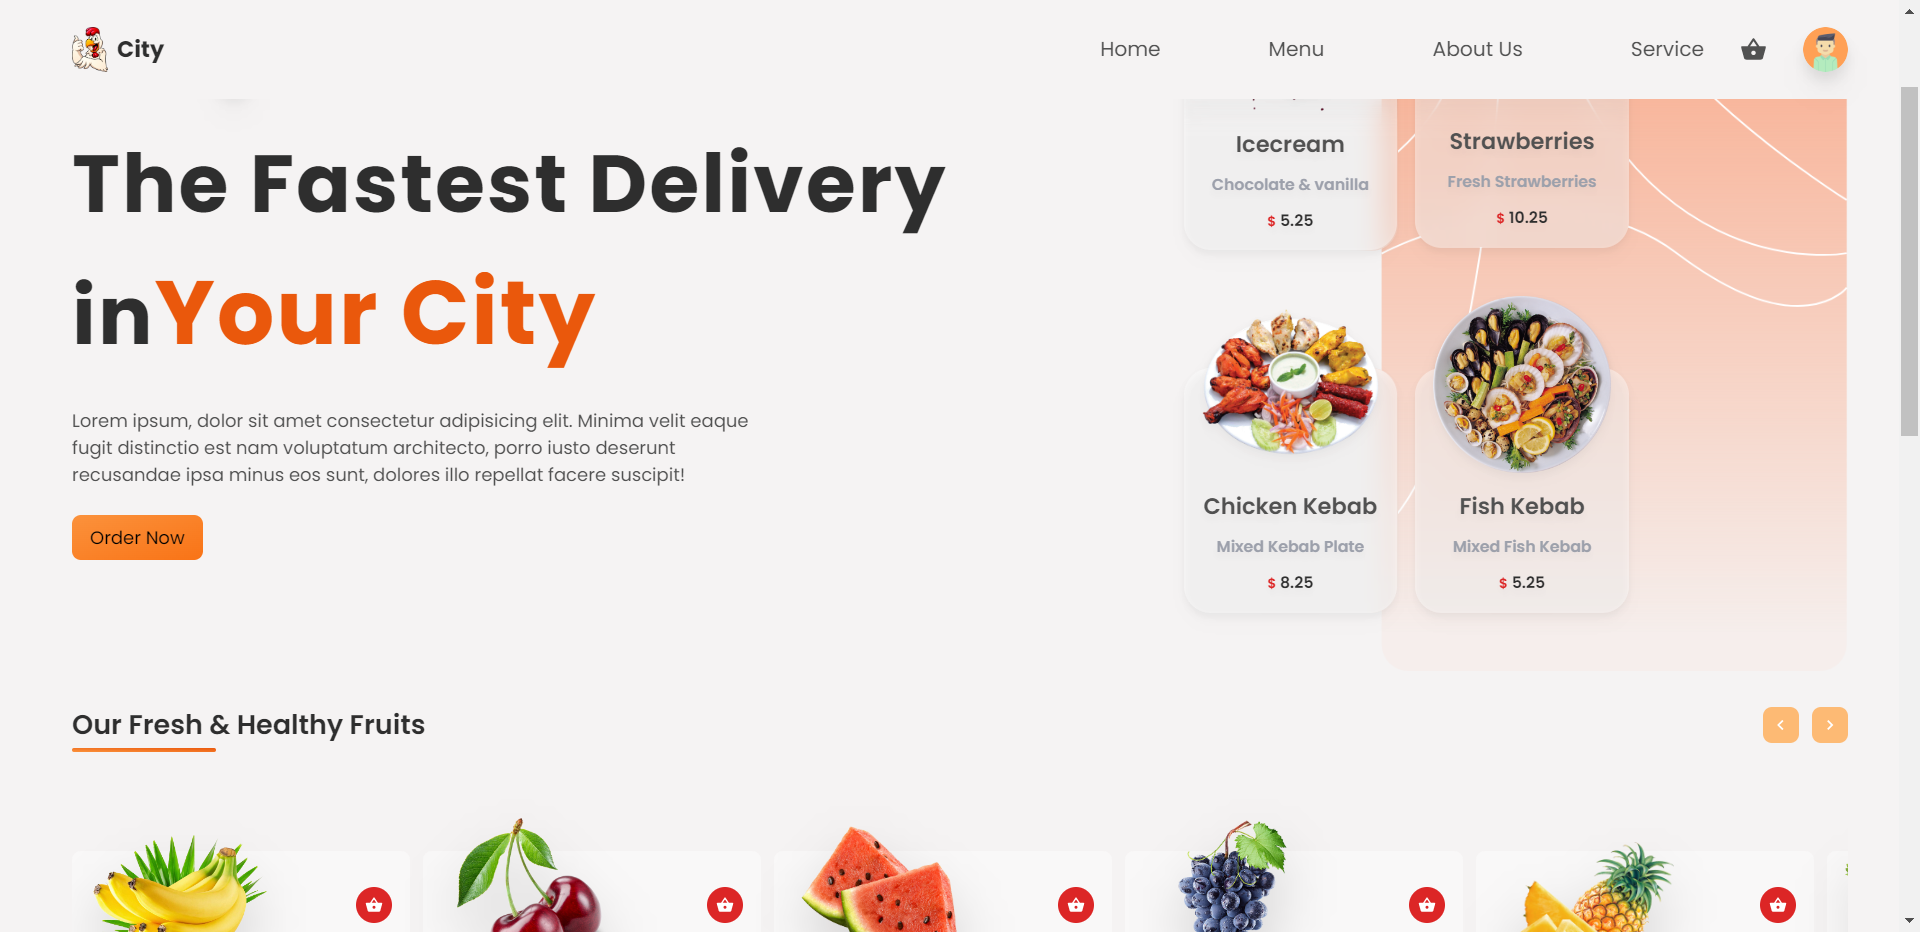 City
Home
Menu
About Us
Service
The Fastest Delivery
inYour City
Lorem ipsum, dolor sit amet consectetur adipisicing elit. Minima velit eaque
fugit distinctio est nam voluptatum architecto, porro iusto deserunt
recusandae ipsa minus eos sunt, dolores illo repellat facere suscipit!
Order Now
Icecream
Chocolate & vanilla
$ 5.25
Strawberries
Fresh Strawberries
$ 10.25
Chicken Kebab
Mixed Kebab Plate
$ 8.25
Fish Kebab
Mixed Fish Kebab
$ 5.25
Our Fresh & Healthy Fruits